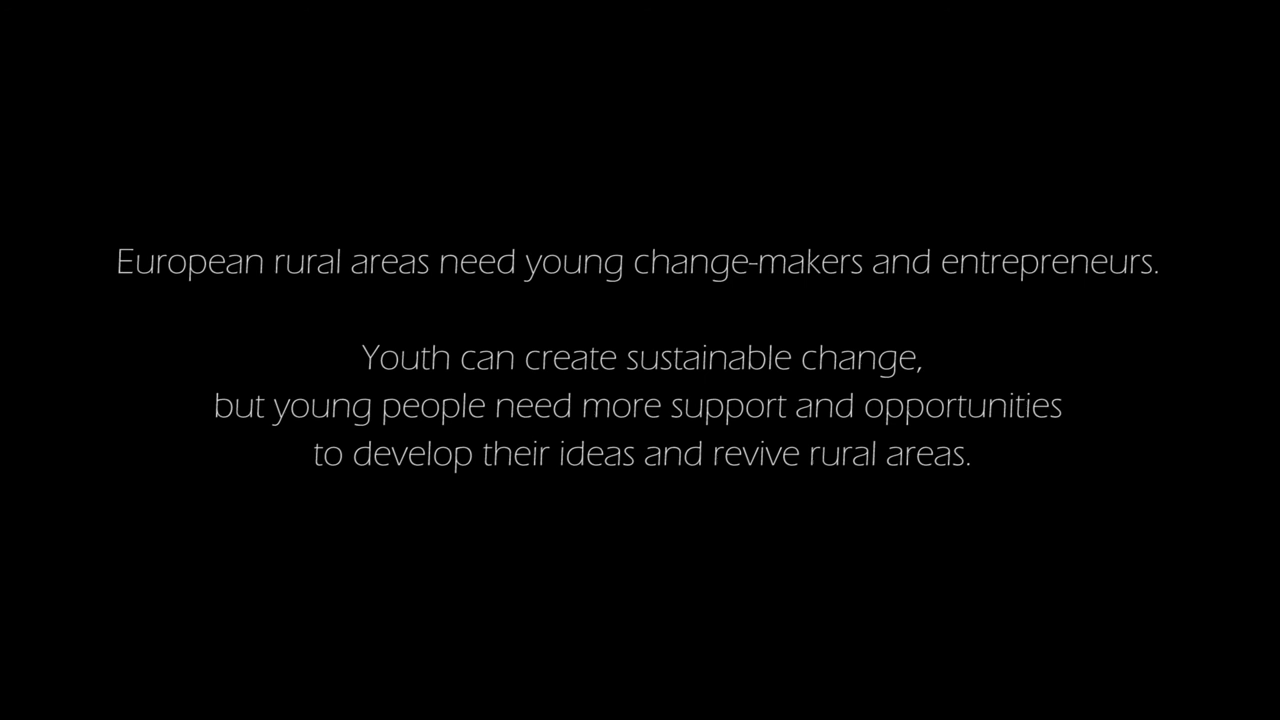 European rural areas need young change-makers and entrepreneurs.
Youth can create sustainable change,
but young people need more support and opportunities
to develop their ideas and revive rural areas.